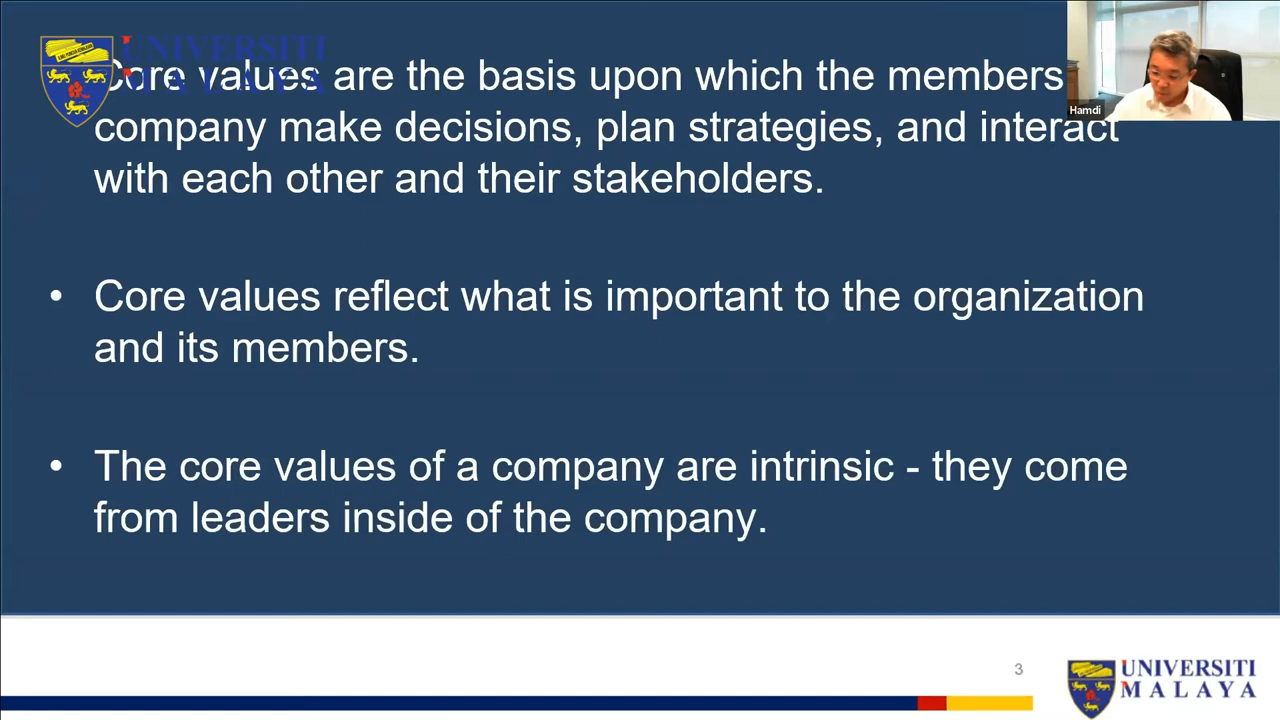 UNIVERSITI
MALAYA
Core values are the basis upon which the members
company make decisions, plan strategies, and interact
with each other and their stakeholders.
Hamdi
• Core values reflect what is important to the organization
and its members.
• The core values of a company are intrinsic - they come
from leaders inside of the company.
3
UNIVERSITI
MALAYA